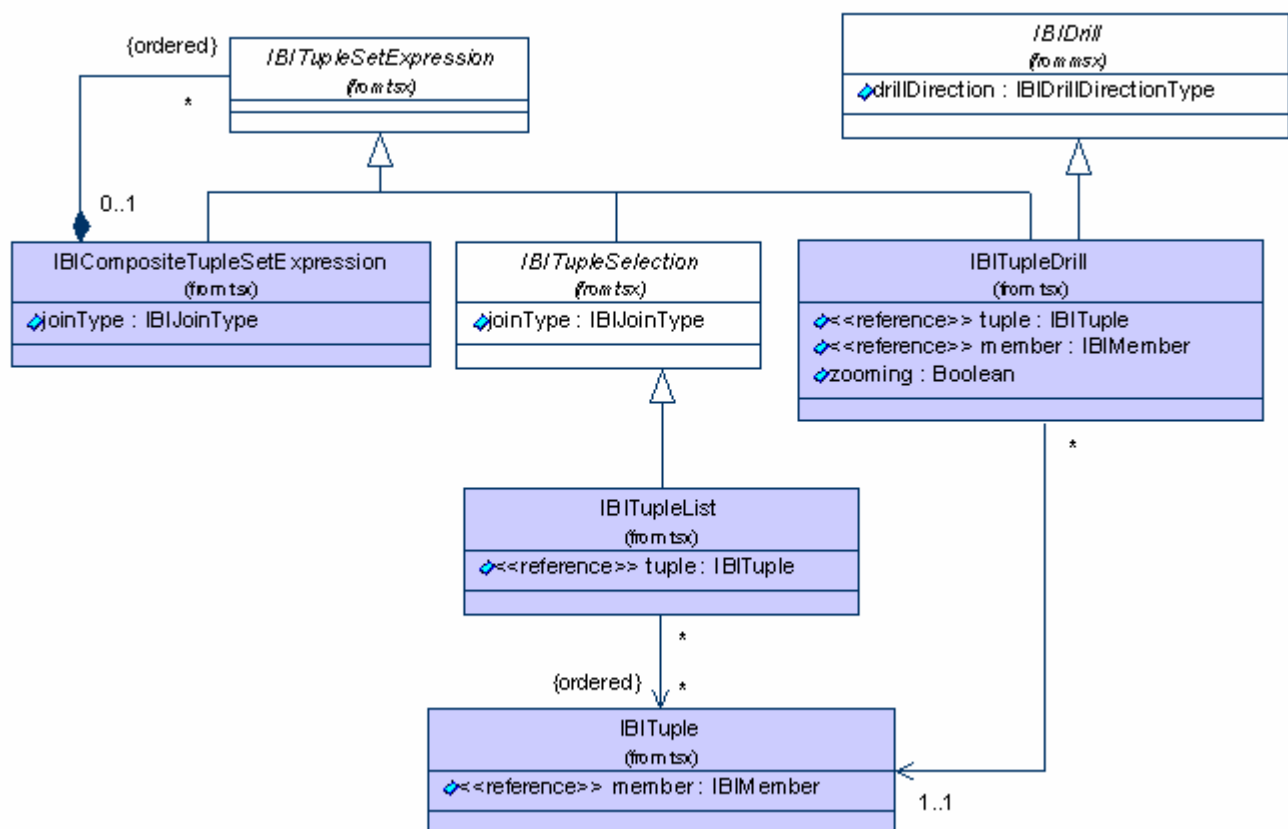 {ordered}
*
IBITupleSetExpression
(from tsx)
IBIDrill
(from msx)
drillDirection : IBIDrillDirectionType
0..1
IBICompositeTupleSetExpression
(from tsx)
joinType : IBIJoinType
IBITupleSelection
(from tsx)
joinType : IBIJoinType
IBITupleDrill
(from tsx)
<<reference>> tuple : IBITuple
<<reference>> member : IBIMember
zooming : Boolean
*
IBITupleList
(from tsx)
<<reference>> tuple : IBITuple
*
{ordered}
*
IBITuple
(from tsx)
<<reference>> member : IBIMember
1..1